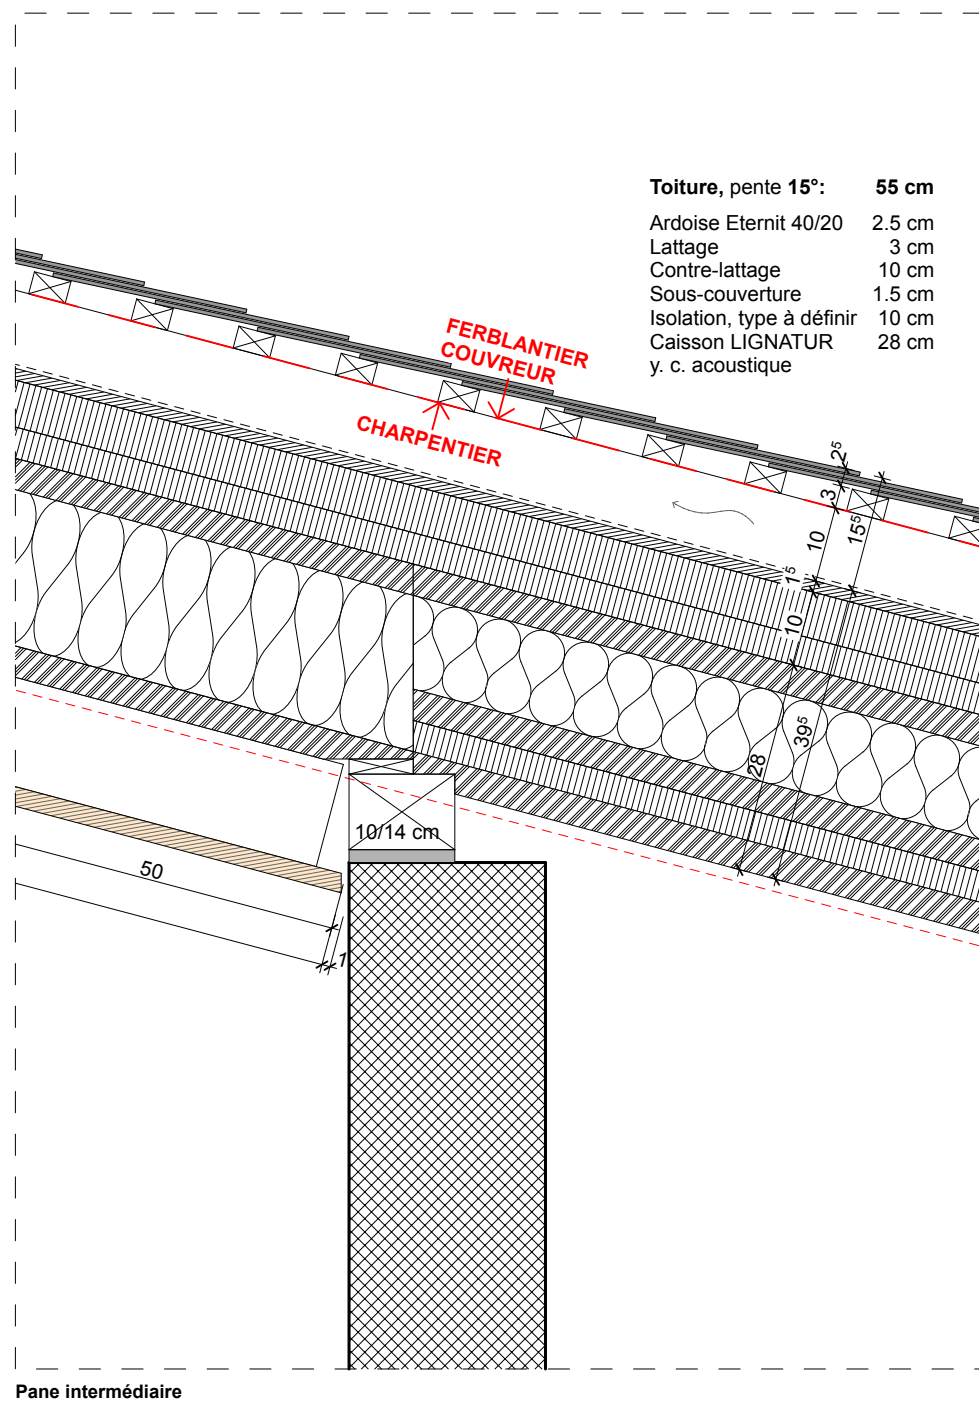 Toiture, pente 15°: 55 cm
Ardoise Eternit 40/20 2.5 cm
Lattage 3 cm
Contre-lattage 10 cm
Sous-couverture 1.5 cm
Isolation, type à définir 10 cm
Caisson LIGNATUR 28 cm
y. c. acoustique
FERBLANTIER
COUVREUR
CHARPENTIER
2⁵
3
10
15⁵
1⁵
10
39⁵
28
10/14 cm
50
1
Pane intermédiaire